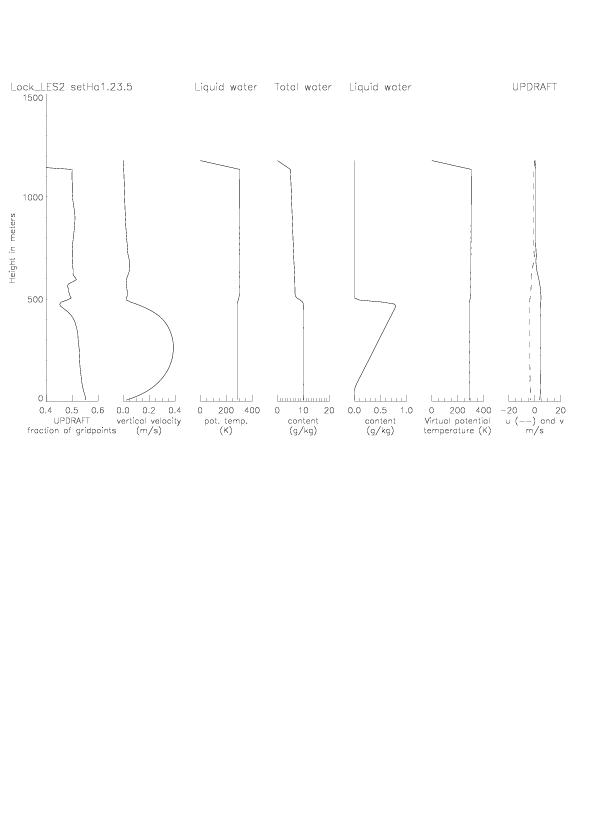 Lock_LES2 setHa1.23.5 Liquid water Total water Liquid water UPDRAFT
1500
1000
500
0
Height in meters
0.4 0.5 0.6 0.0 0.2 0.4 0 200 400 0 10 20 0.0 0.5 1.0 0 200 400 -20 0 20
UPDRAFT vertical velocity pot. temp. content content Virtual potential u (--) and v
fraction of gridpoints (m/s) (K) (g/kg) (g/kg) temperature (K) m/s